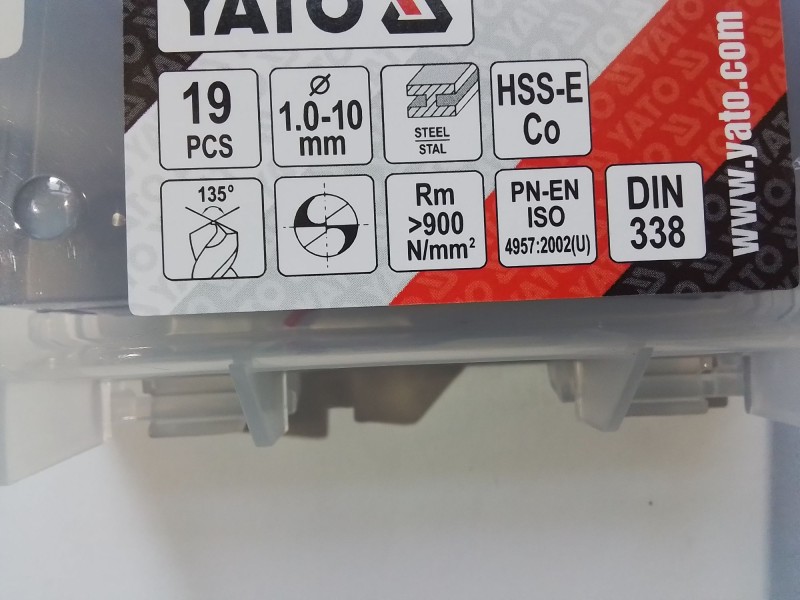 YATO
19
PCS
Ø
1.0-10
mm
STEEL
STAL
HSS-E
Co
135°
Rm
>900
N/mm²
PN-EN
ISO
4957:2002(U)
DIN
338
www.yato.com